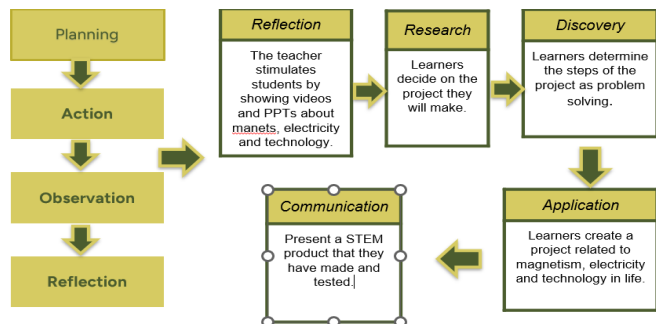 Planning
Action
Observation
Reflection
Reflection
The teacher
stimulates
students by
showing videos
and PPTs about
manets, electricity
and technology.
Research
Learners
decide on the
project they
will make.
Discovery
Learners determine
the steps of the
project as problem
solving.
Application
Learners create a
project related to
magnetism, electricity
and technology in life.
Communication
Present a STEM
product that they
have made and
tested.